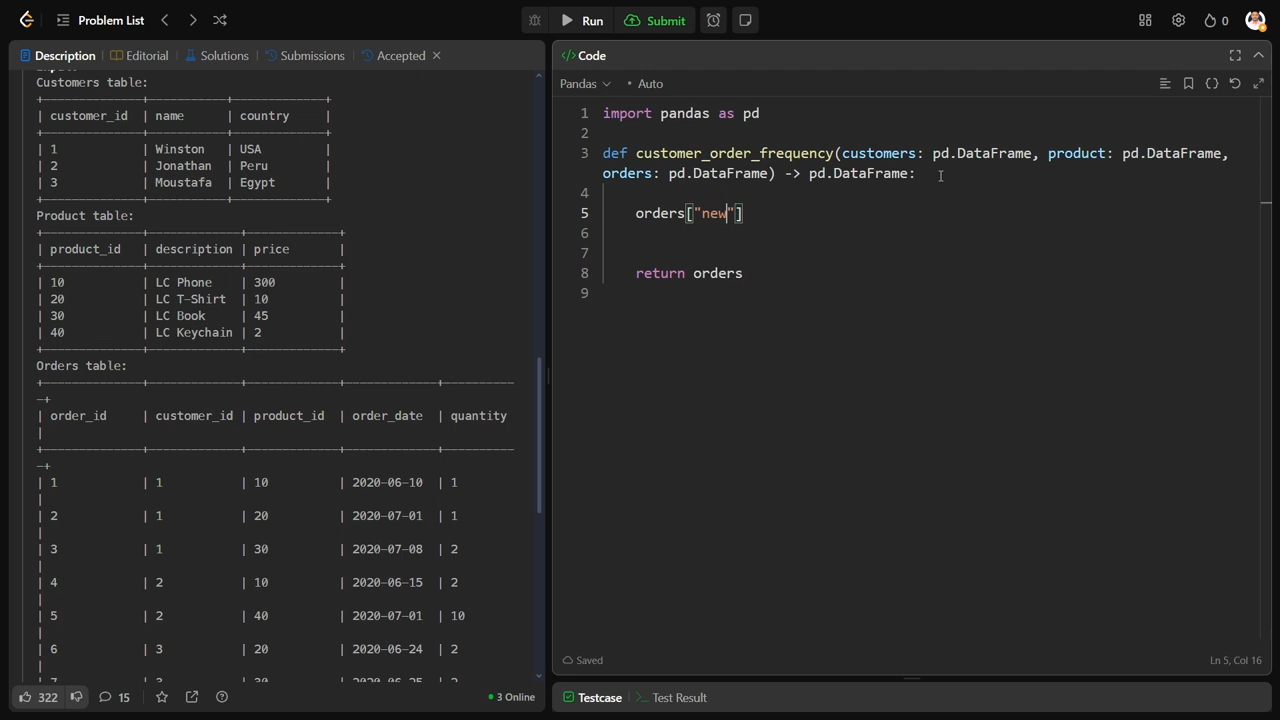 Problem List
Run
Submit
0
Description
Editorial
Solutions
Submissions
Accepted
Customers table:
+-------------+----------+------------+
| customer_id | name | country |
+-------------+----------+------------+
| 1 | Winston | USA |
| 2 | Jonathan | Peru |
| 3 | Moustafa | Egypt |
+-------------+----------+------------+
Product table:
+-------------+-------------+-------------+
| product_id | description | price |
+-------------+-------------+-------------+
| 10 | LC Phone | 300 |
| 20 | LC T-Shirt | 10 |
| 30 | LC Book | 45 |
| 40 | LC Keychain | 2 |
+-------------+-------------+-------------+
Orders table:
+-------------+-------------+-------------+-------------+----------
-+
| order_id | customer_id | product_id | order_date | quantity
|
+-------------+-------------+-------------+-------------+----------
-+
| 1 | 1 | 10 | 2020-06-10 | 1
|
| 2 | 1 | 20 | 2020-07-01 | 1
|
| 3 | 1 | 30 | 2020-07-08 | 2
|
| 4 | 2 | 10 | 2020-06-15 | 2
|
| 5 | 2 | 40 | 2020-07-01 | 10
|
| 6 | 3 | 20 | 2020-06-24 | 2
|
322
15
3 Online
</> Code
Pandas
Auto
1 import pandas as pd
2
3 def customer_order_frequency(customers: pd.DataFrame, product: pd.DataFrame,
orders: pd.DataFrame) -> pd.DataFrame:
4
5 orders["new"]
6
7
8 return orders
9
Saved
Ln 5, Col 16
Testcase
Test Result